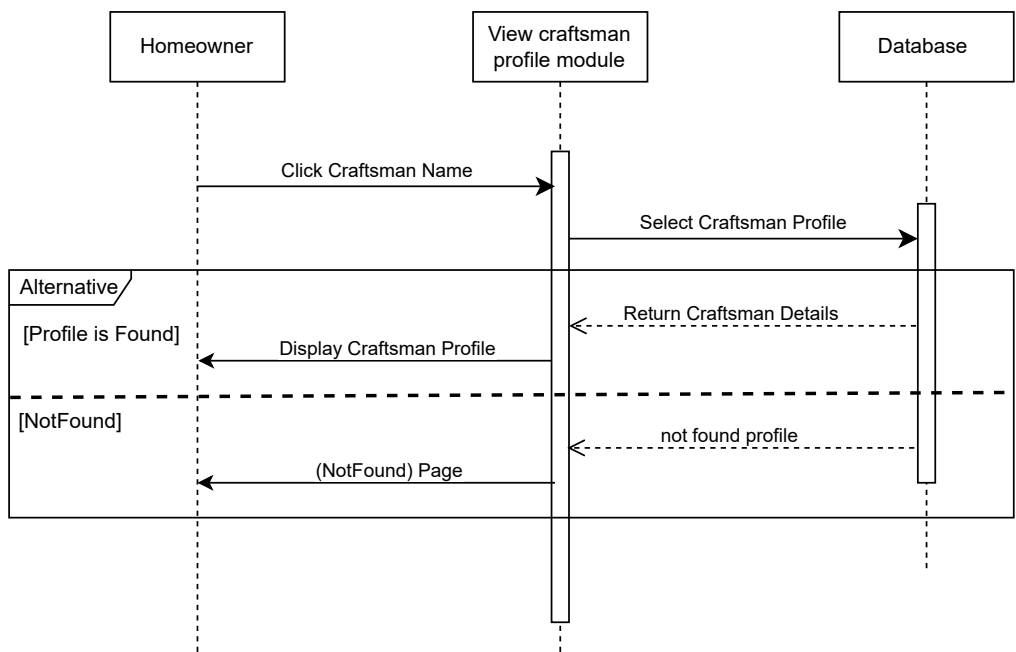 Homeowner
View craftsman
profile module
Database
Click Craftsman Name
Select Craftsman Profile
Alternative
Return Craftsman Details
[Profile is Found]
Display Craftsman Profile
[NotFound]
not found profile
(NotFound) Page